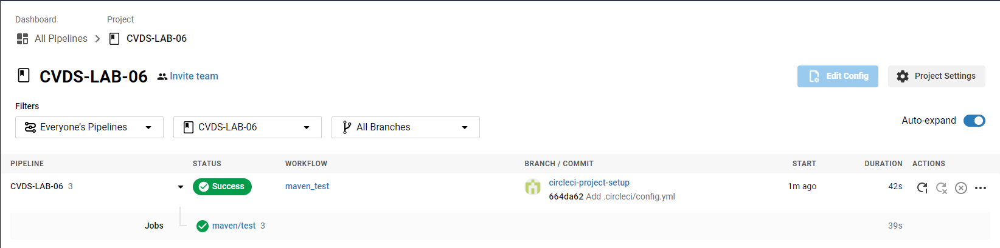 Dashboard Project
All Pipelines CVDS-LAB-06
CVDS-LAB-06 Invite team Edit Config Project Settings
Filters
Everyone's Pipelines CVDS-LAB-06 All Branches Auto-expand
PIPELINE STATUS WORKFLOW BRANCH / COMMIT START DURATION ACTIONS
CVDS-LAB-06 3 Success maven_test circleci-project-setup 1m ago 42s
664da62 Add .circleci/config.yml
Jobs maven/test 3 39s